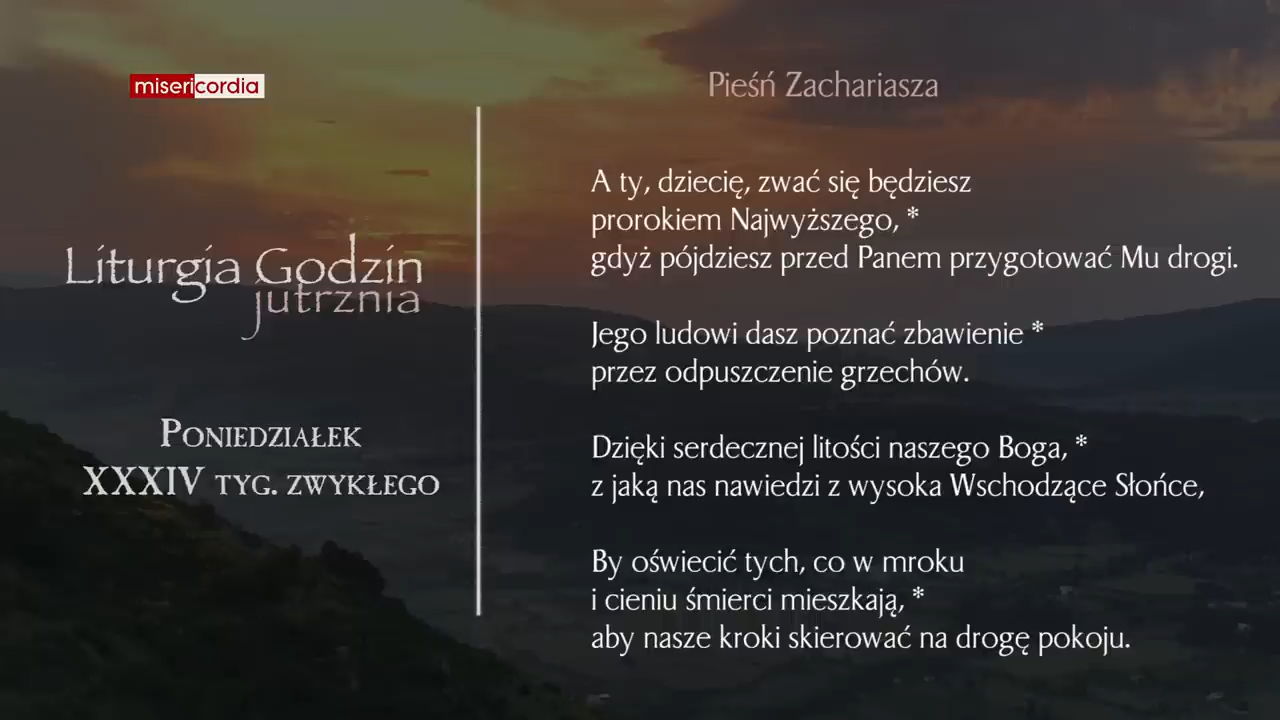 misericordia
Liturgia Godzin
jutrznia
Poniedziałek
XXXIV tyg. zwykłego
Pieśń Zachariasza
A ty, dziecię, zwać się będziesz
prorokiem Najwyższego, *
gdyż pójdziesz przed Panem przygotować Mu drogi.
Jego ludowi dasz poznać zbawienie *
przez odpuszczenie grzechów.
Dzięki serdecznej litości naszego Boga, *
z jaką nas nawiedzi z wysoka Wschodzące Słońce,
By oświecić tych, co w mroku
i cieniu śmierci mieszkają, *
aby nasze kroki skierować na drogę pokoju.